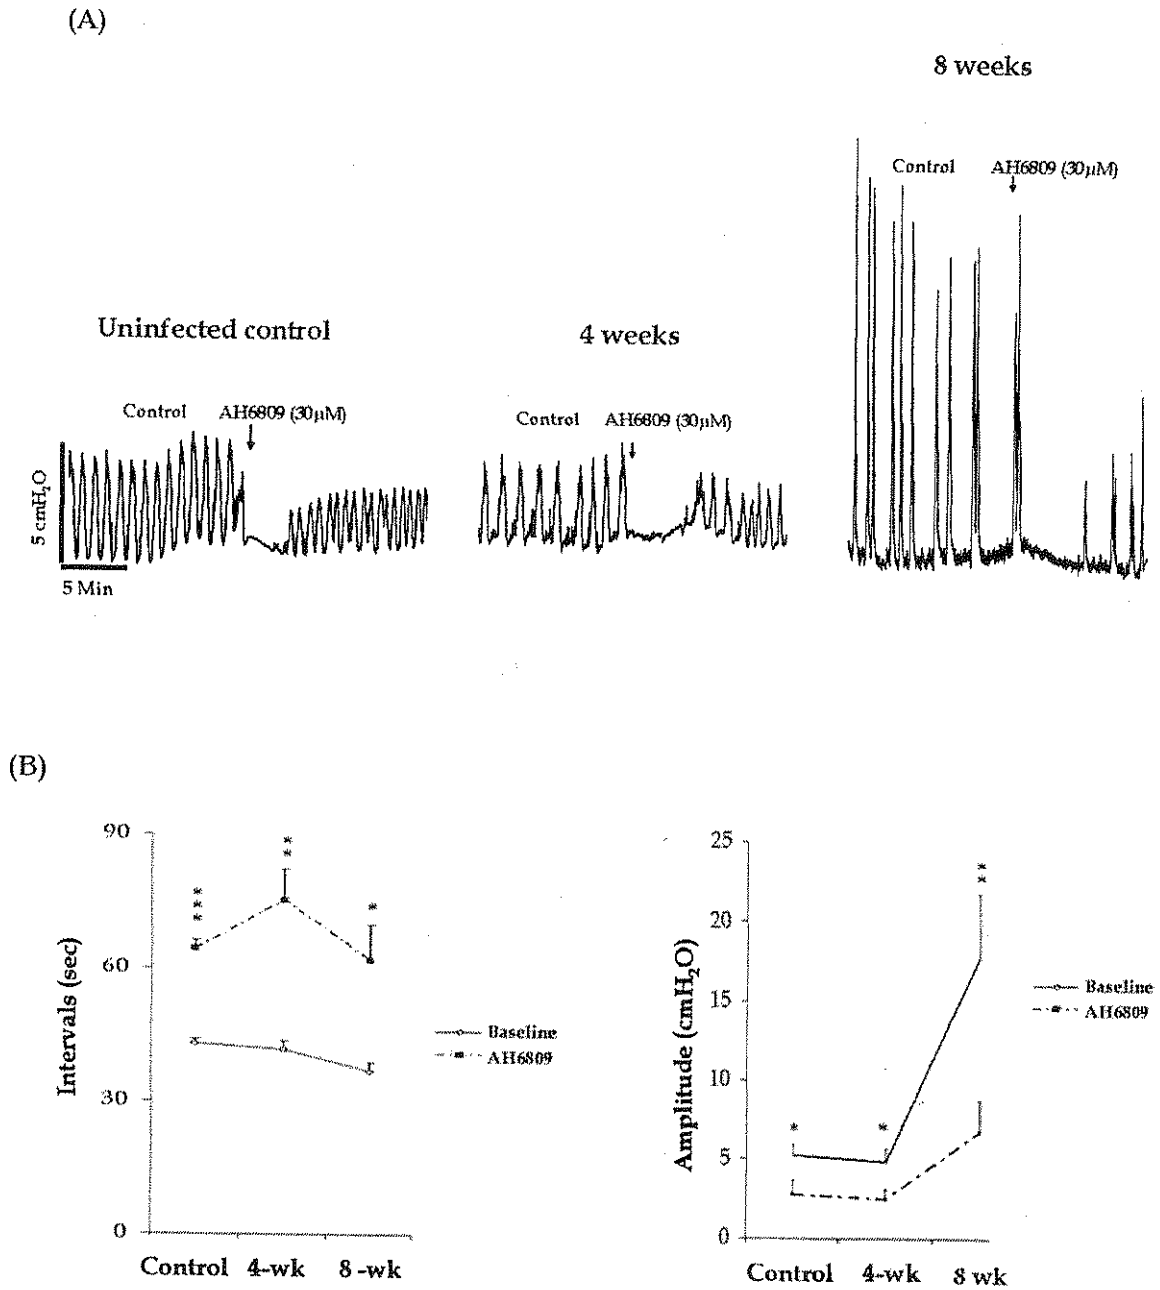 (A)
8 weeks
Control AH6809 (30µM)
Uninfected control
4 weeks
Control AH6809 (30µM)
Control AH6809 (30µM)
5 cmH₂O
5 Min
(B)
Intervals (sec)
90
60
30
0
***
**
*
Control 4-wk 8 -wk
Baseline
AH6809
Amplitude (cmH₂O)
25
20
15
10
5
0
*
*
**
Control 4-wk 8 wk
Baseline
AH6809